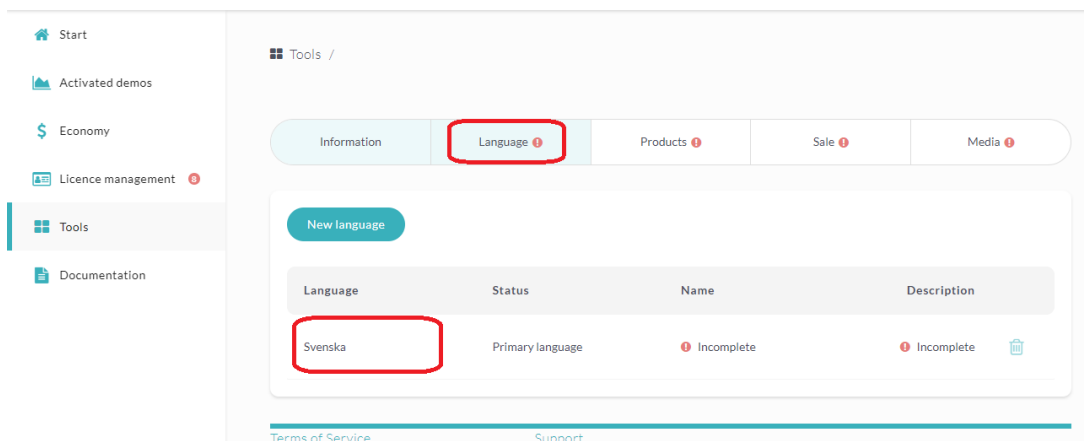 Start
Activated demos
Economy
Licence management 8
Tools
Documentation
Tools /
Information Language Products Sale Media
New language
Language Status Name Description
Svenska Primary language Incomplete Incomplete
Terms of Service Support